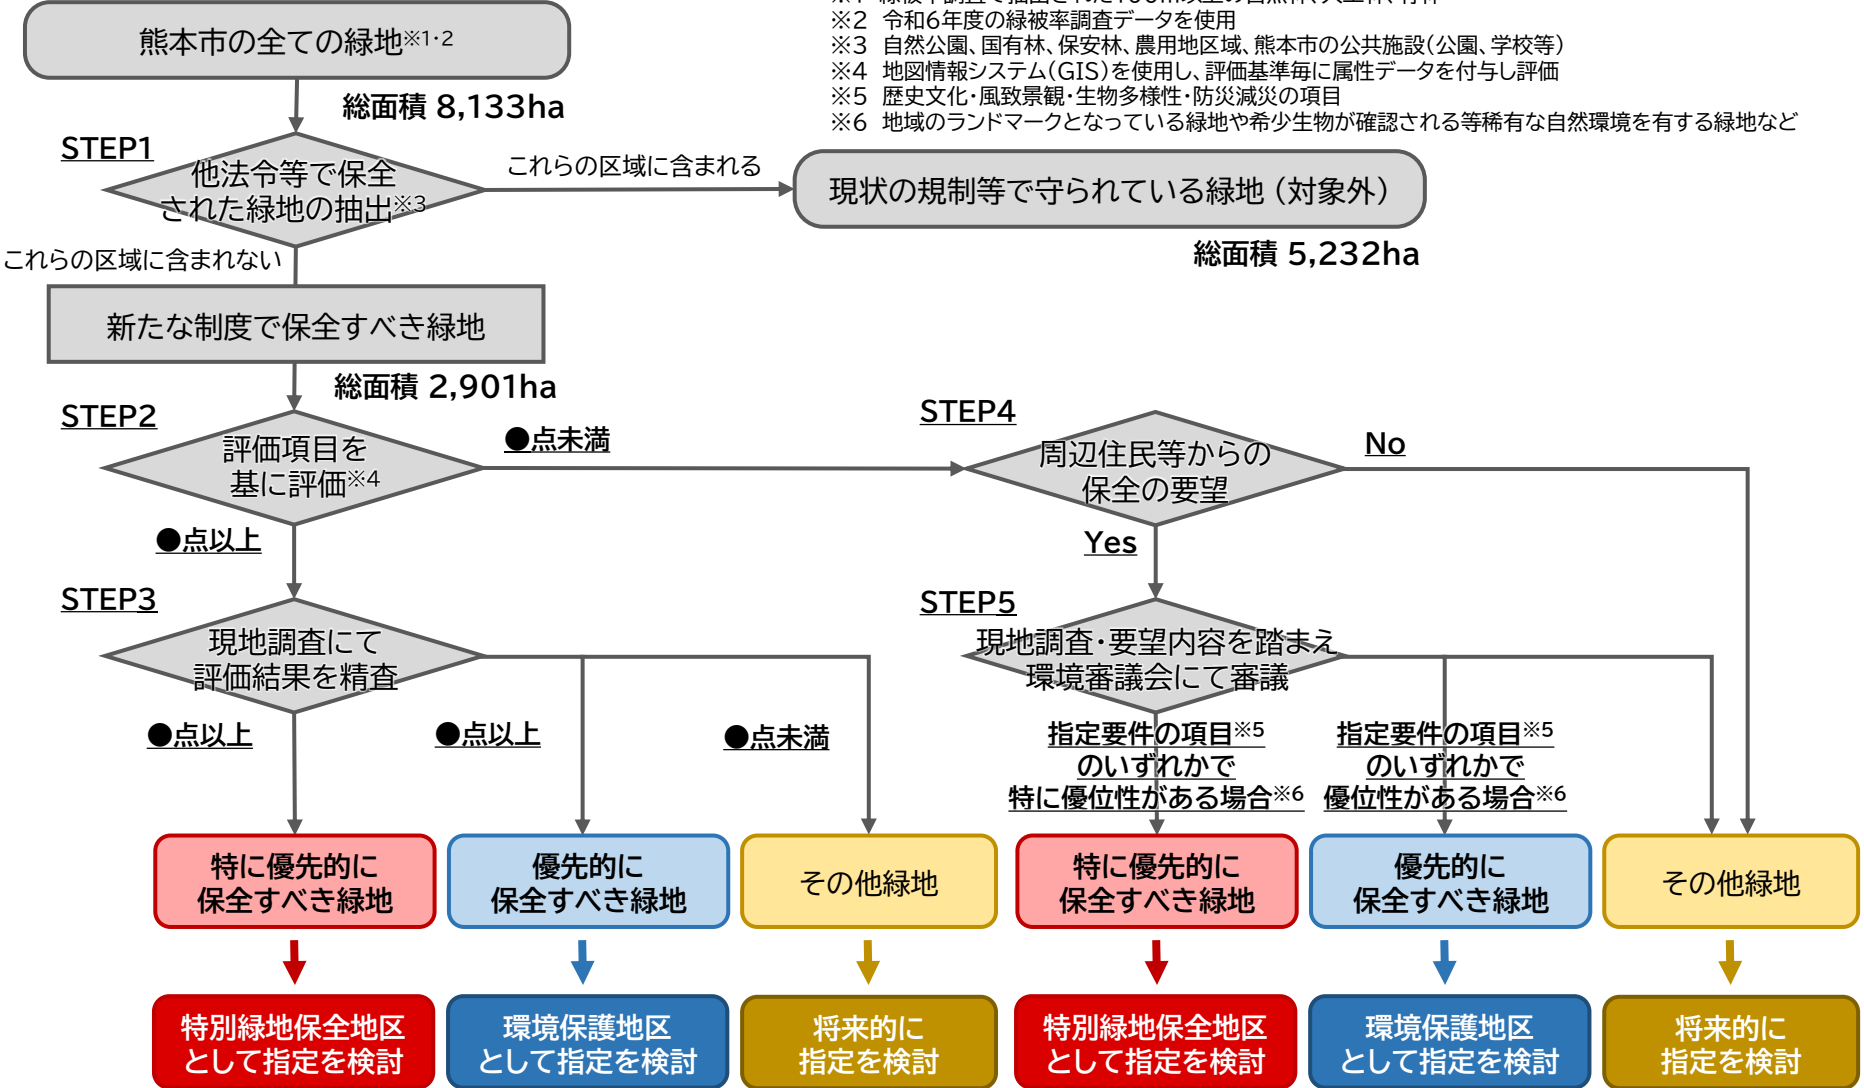 ※2 令和6年度の緑被率調査データを使用
※3 自然公園、国有林、保安林、農用地区域、熊本市の公共施設(公園、学校等)
※4 地図情報システム(GIS)を使用し、評価基準毎に属性データを付与し評価
※5 歴史文化・風致景観・生物多様性・防災減災の項目
※6 地域のランドマークとなっている緑地や希少生物が確認される等稀有な自然環境を有する緑地など
熊本市の全ての緑地※1・2
総面積 8,133ha
STEP1
他法令等で保全
された緑地の抽出※3
これらの区域に含まれる
現状の規制等で守られている緑地(対象外)
総面積 5,232ha
これらの区域に含まれない
新たな制度で保全すべき緑地
総面積 2,901ha
STEP2
評価項目を
基に評価※4
●点未満
●点以上
STEP4
周辺住民等からの
保全の要望
No
Yes
STEP3
現地調査にて
評価結果を精査
●点以上
●点以上
●点未満
STEP5
現地調査・要望内容を踏まえ
環境審議会にて審議
指定要件の項目※5
のいずれかで
特に優位性がある場合※6
指定要件の項目※5
のいずれかで
優位性がある場合※6
特に優先的に
保全すべき緑地
優先的に
保全すべき緑地
その他緑地
特に優先的に
保全すべき緑地
優先的に
保全すべき緑地
その他緑地
特別緑地保全地区
として指定を検討
環境保護地区
として指定を検討
将来的に
指定を検討
特別緑地保全地区
として指定を検討
環境保護地区
として指定を検討
将来的に
指定を検討